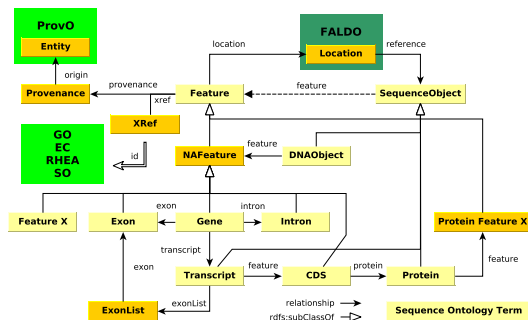 ProvO
Entity
FALDO
Location
location
reference
origin
Provenance
provenance
xref
Feature
feature
SequenceObject
XRef
GO
EC
RHEA
SO
id
NAFeature
feature
DNAObject
Feature X
Exon
exon
Gene
intron
Intron
Protein Feature X
transcript
exon
Transcript
feature
CDS
protein
Protein
feature
ExonList
exonList
relationship
rdfs:subClassOf
Sequence Ontology Term